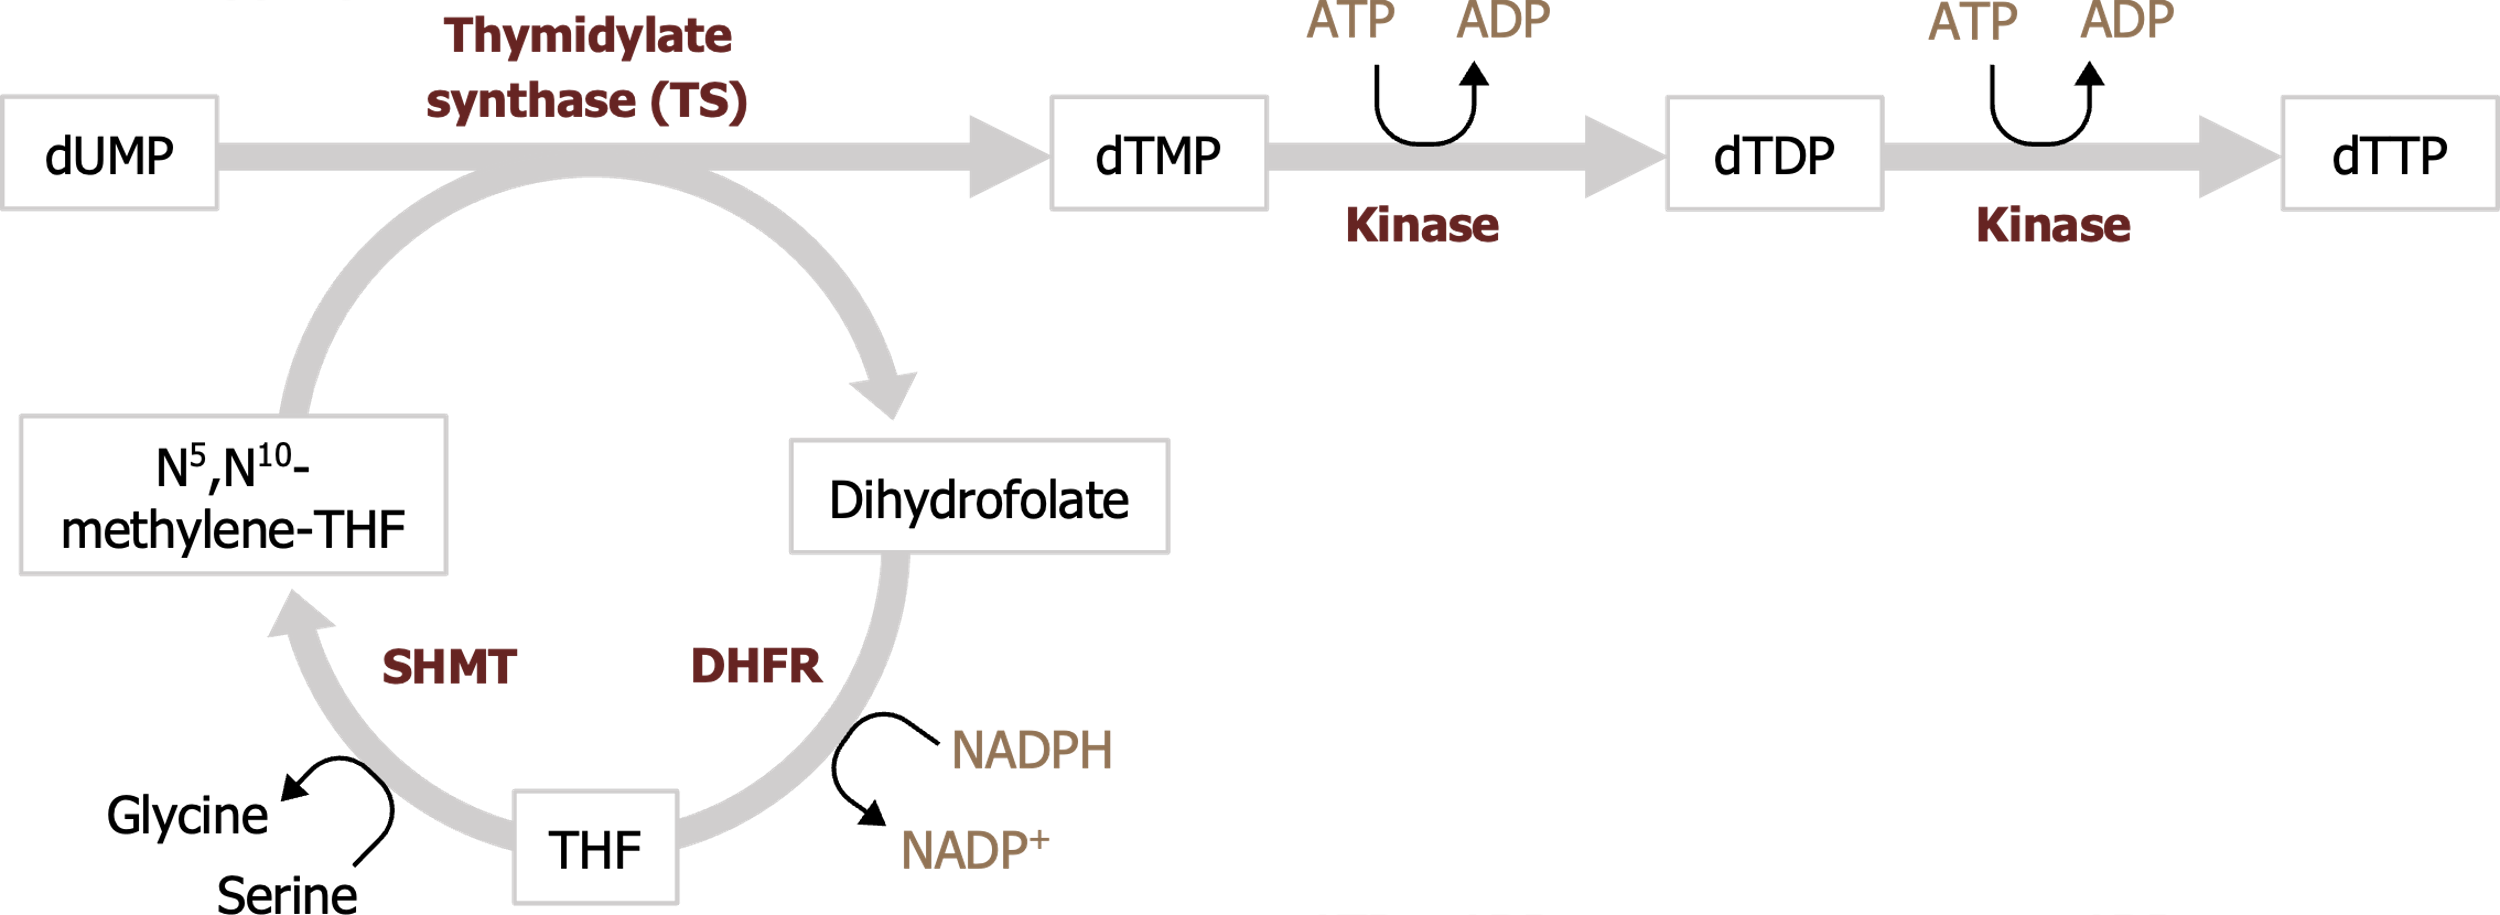 Thymidylate
synthase (TS)
ATP
ADP
ATP
ADP
dUMP
dTMP
dTDP
dTTP
Kinase
Kinase
N⁵,N¹⁰-
methylene-THF
Dihydrofolate
SHMT
DHFR
NADPH
Glycine
THF
NADP⁺
Serine